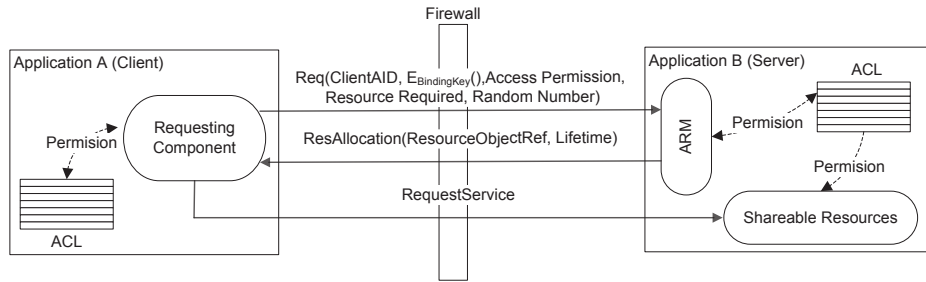 Firewall
Application A (Client)
Application B (Server)
Req(ClientAID, EBindingKey(),Access Permission,
Resource Required, Random Number)
ACL
Requesting
Component
Permision
Permision
ARM
ResAllocation(ResourceObjectRef, Lifetime)
Permision
RequestService
Shareable Resources
ACL